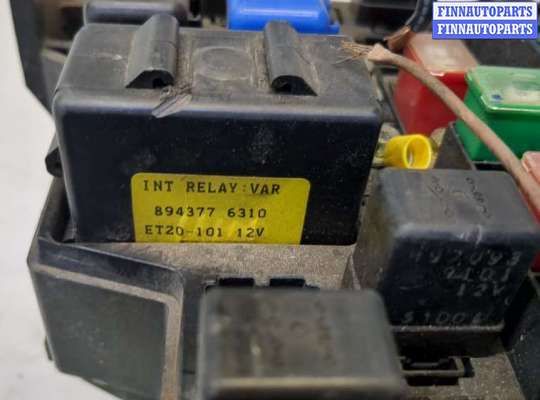 FINNAUTOPARTS
FINNAUTOPARTS
INT RELAY:VAR
894377 6310
ET20-101 12V
12V